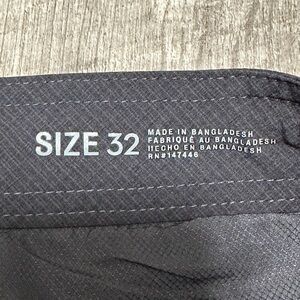 SIZE 32
MADE IN BANGLADESH
FABRIQUÉ AU BANGLADESH
HECHO EN BANGLADESH
RN#147446